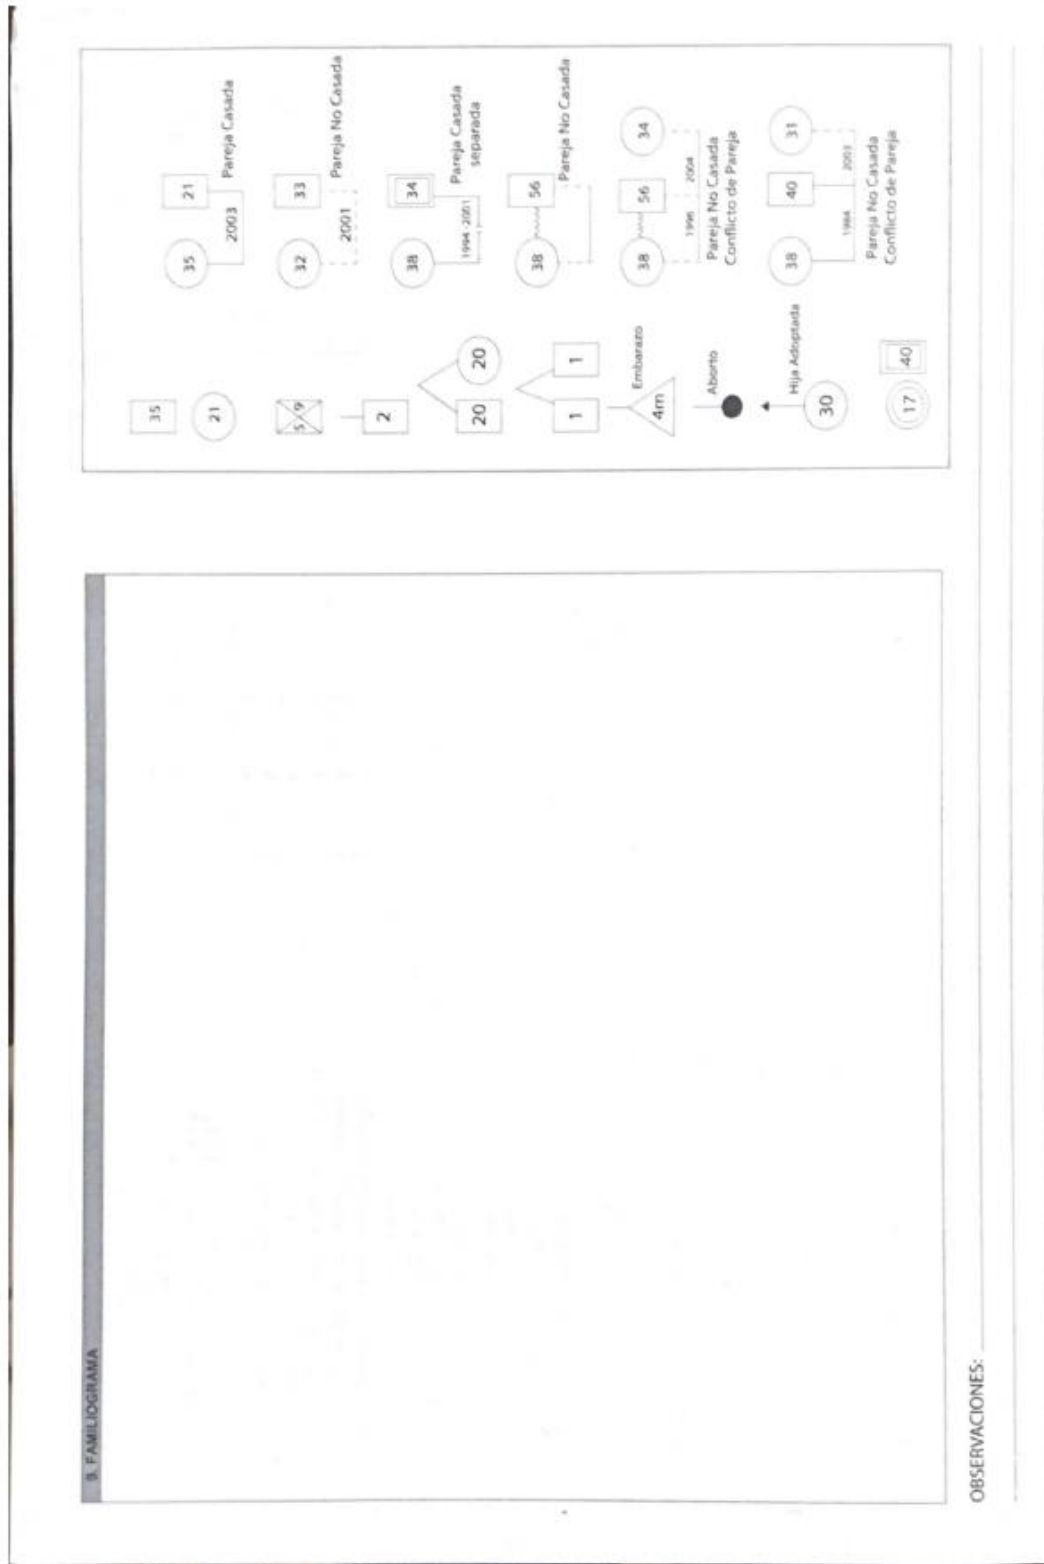 9. FAMILIOGRAMA
35
21
5 9
2
20 20
1 1
Embarazo
4m
Aborto
Hija Adoptada
30
17 40
35 21
2003
Pareja Casada
32 33
2001
Pareja No Casada
38 34
1994 - 2001
Pareja Casada
separada
38 56
Pareja No Casada
38 56 34
1996 2004
Pareja No Casada
Conflicto de Pareja
38 40 31
1984 2003
Pareja No Casada
Conflicto de Pareja
OBSERVACIONES: